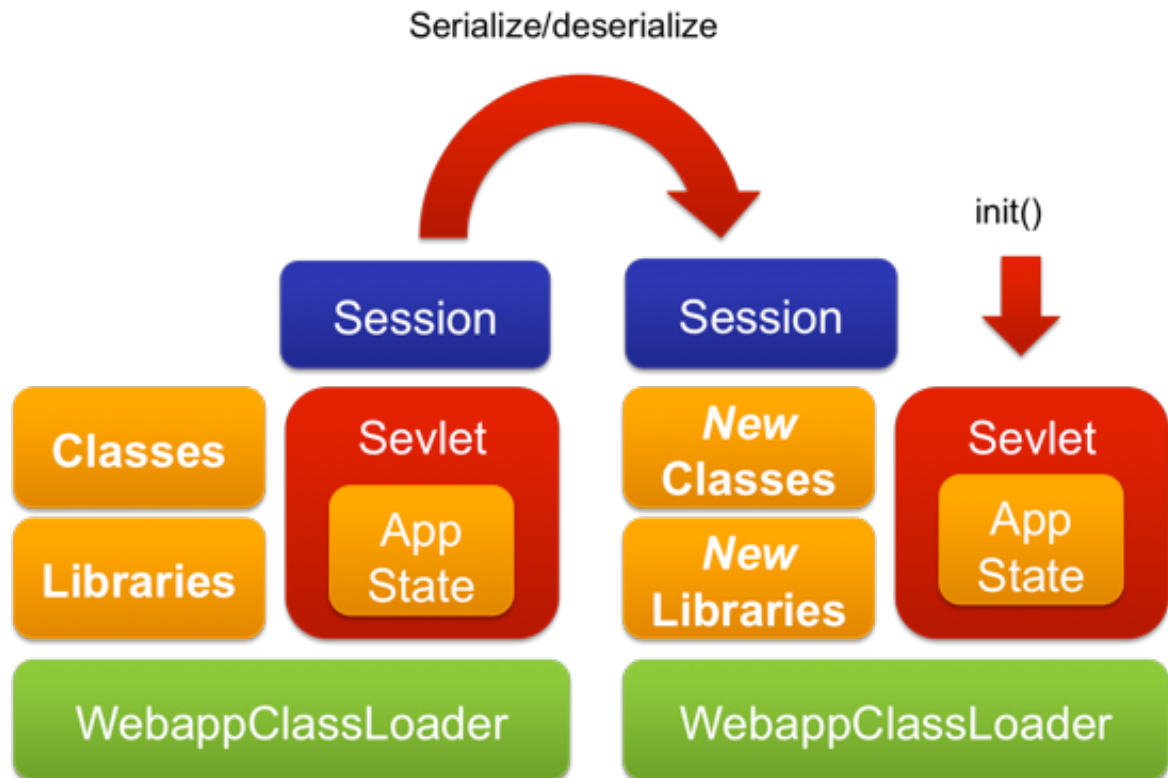 Serialize/deserialize
init()
Session
Session
Classes
Sevlet
New
Classes
Sevlet
App
State
App
State
Libraries
New
Libraries
WebappClassLoader
WebappClassLoader